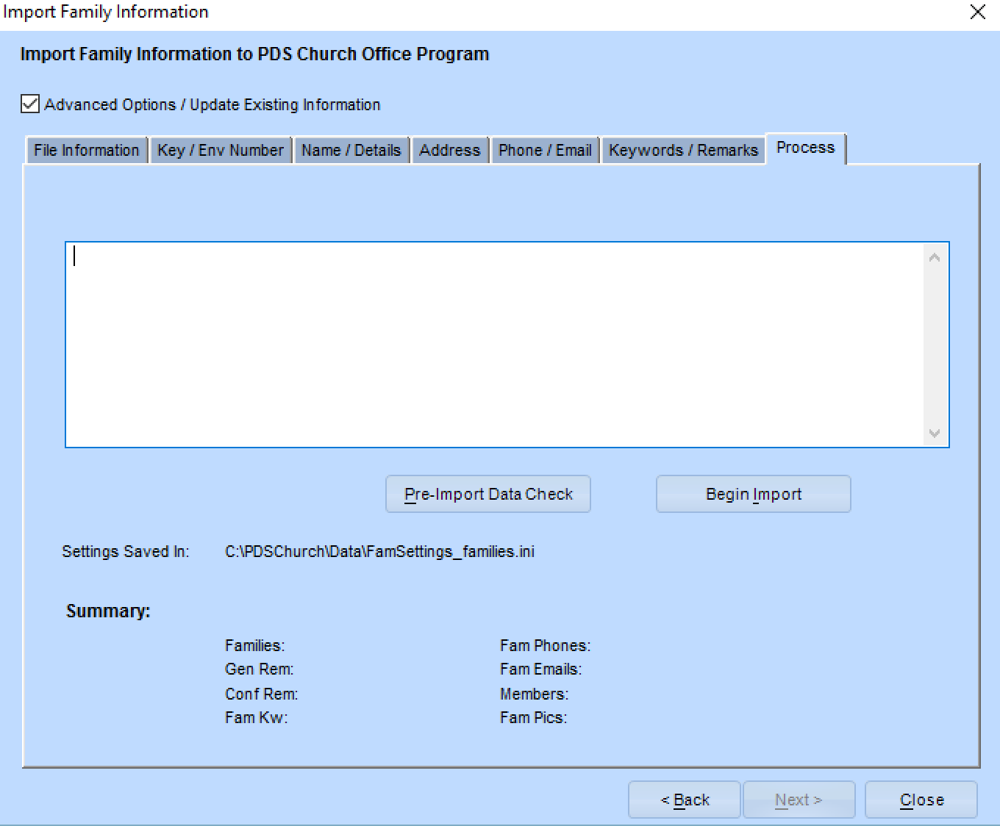 Import Family Information
Import Family Information to PDS Church Office Program
Advanced Options / Update Existing Information
File Information Key / Env Number Name / Details Address Phone / Email Keywords / Remarks Process
Pre-Import Data Check Begin Import
Settings Saved In: C:\PDSChurch\Data\FamSettings_families.ini
Summary:
Families: Fam Phones:
Gen Rem: Fam Emails:
Conf Rem: Members:
Fam Kw: Fam Pics:
< Back Next > Close